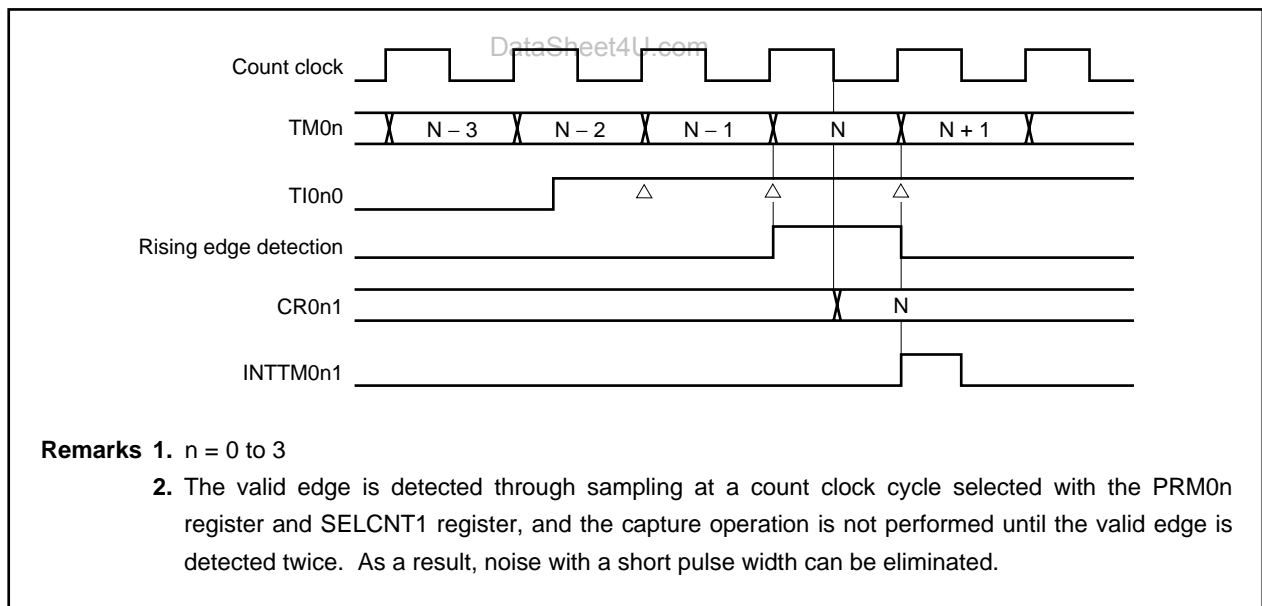 DataSheet4U.com
Count clock
TM0n N − 3 N − 2 N − 1 N N + 1
TI0n0
Rising edge detection
CR0n1 N
INTTM0n1
Remarks 1. n = 0 to 3
2. The valid edge is detected through sampling at a count clock cycle selected with the PRM0n
register and SELCNT1 register, and the capture operation is not performed until the valid edge is
detected twice. As a result, noise with a short pulse width can be eliminated.